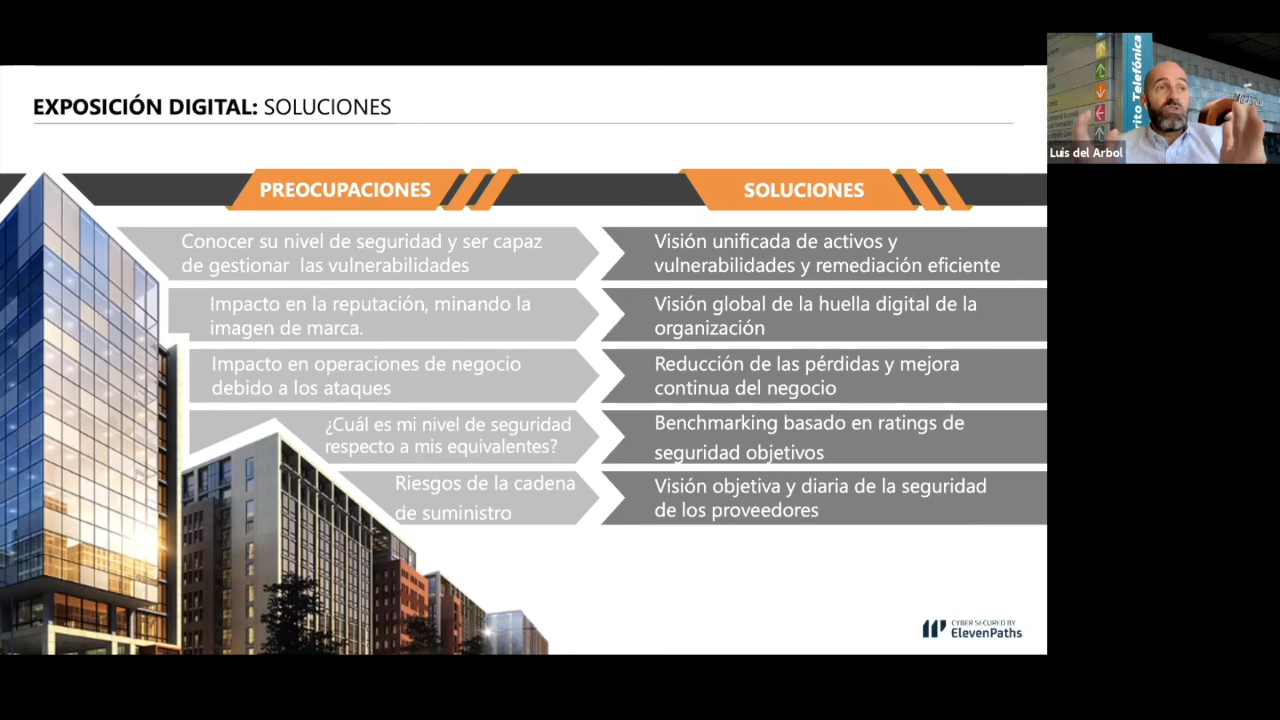 EXPOSICIÓN DIGITAL: SOLUCIONES
PREOCUPACIONES
SOLUCIONES
Conocer su nivel de seguridad y ser capaz
de gestionar las vulnerabilidades
Visión unificada de activos y
vulnerabilidades y remediación eficiente
Impacto en la reputación, minando la
imagen de marca.
Visión global de la huella digital de la
organización
Impacto en operaciones de negocio
debido a los ataques
Reducción de las pérdidas y mejora
continua del negocio
¿Cuál es mi nivel de seguridad
respecto a mis equivalentes?
Benchmarking basado en ratings de
seguridad objetivos
Riesgos de la cadena
de suministro
Visión objetiva y diaria de la seguridad
de los proveedores
CYBER SECURED BY
ElevenPaths
rito Telefónica
Luis del Arbol